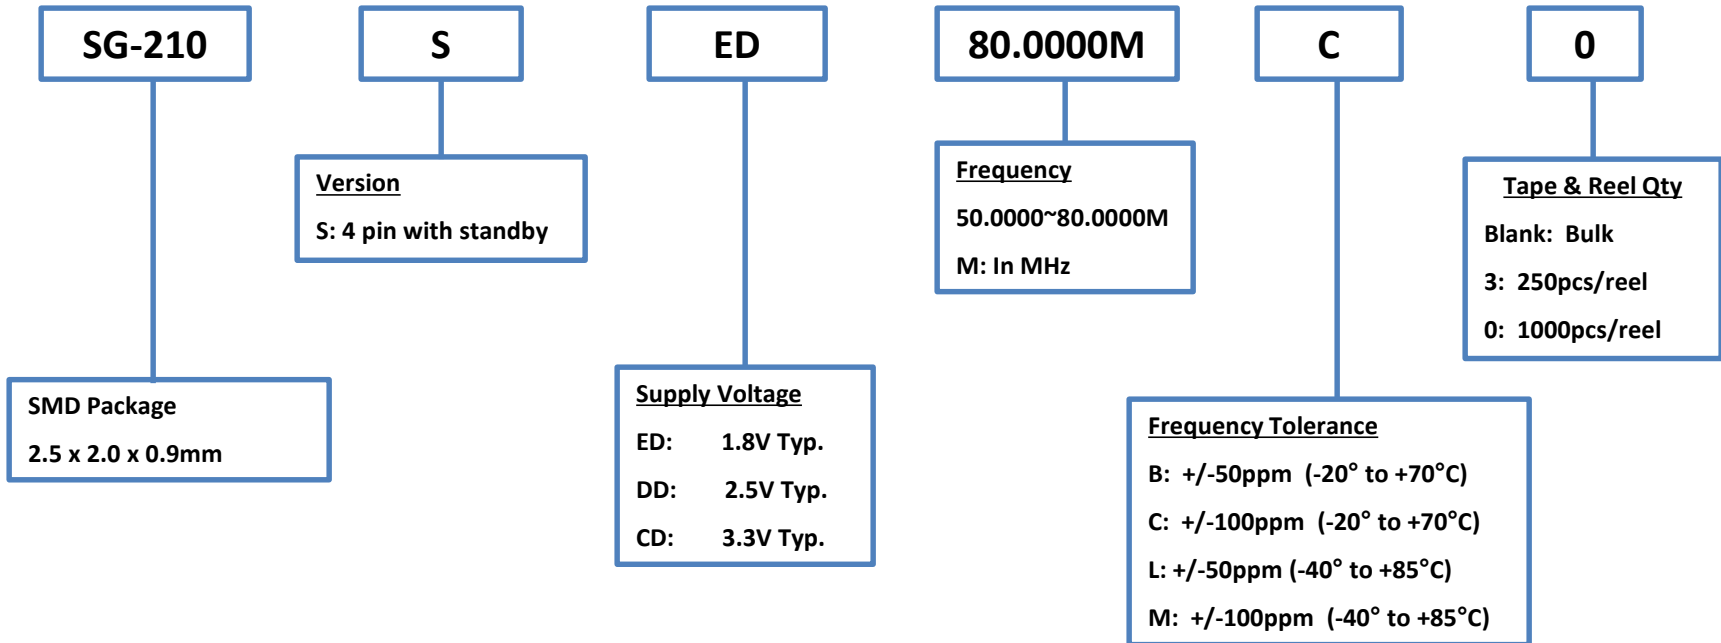 SG-210
S
ED
80.0000M
C
0
Version
S: 4 pin with standby
Frequency
50.0000~80.0000M
M: In MHz
Tape & Reel Qty
Blank: Bulk
3: 250pcs/reel
0: 1000pcs/reel
SMD Package
2.5 x 2.0 x 0.9mm
Supply Voltage
ED: 1.8V Typ.
DD: 2.5V Typ.
CD: 3.3V Typ.
Frequency Tolerance
B: +/-50ppm (-20° to +70°C)
C: +/-100ppm (-20° to +70°C)
L: +/-50ppm (-40° to +85°C)
M: +/-100ppm (-40° to +85°C)